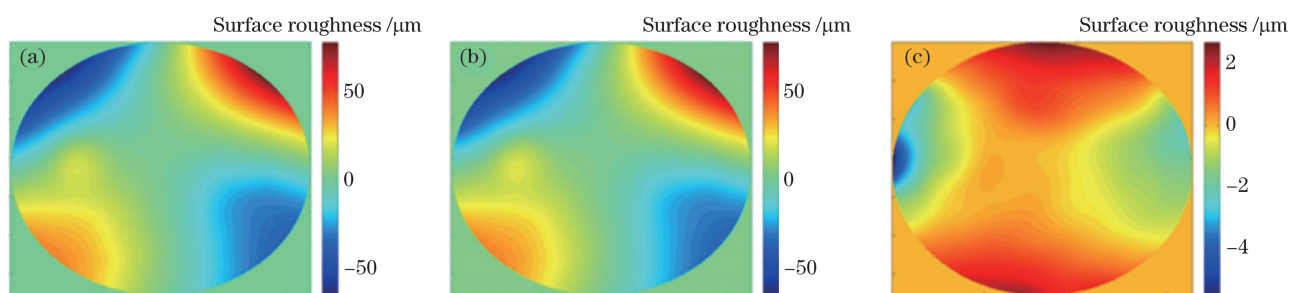 Surface roughness /μm
(a)
50
0
−50
Surface roughness /μm
(b)
50
0
−50
Surface roughness /μm
(c)
2
0
−2
−4